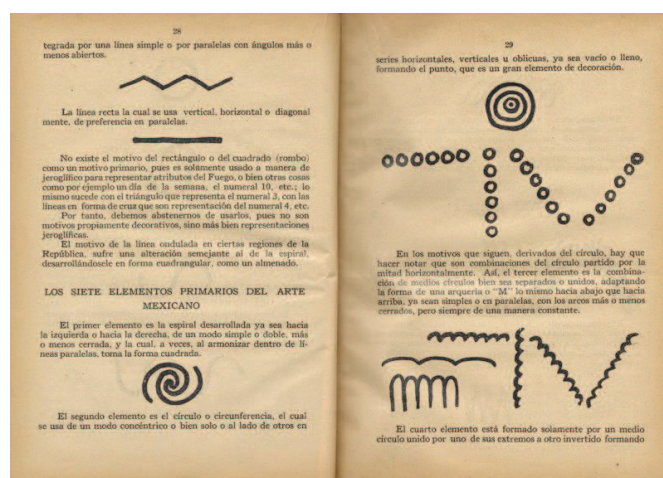 28
tegrada por una línea simple o por paralelas con ángulos más o
menos abiertos.
La línea recta la cual se usa vertical, horizontal o diagonal
mente, de preferencia en paralelas.
No existe el motivo del rectángulo o del cuadrado (rombo)
como un motivo primario, pues es solamente usado a manera de
jeroglífico para representar atributos del Fuego, o bien otras cosas
como por ejemplo un día de la semana, el numeral 10, etc.; lo
mismo sucede con el triángulo que representa el numeral 3, con las
líneas en forma de cruz que son representación del numeral 4, etc.
Por tanto, debemos abstenernos de usarlos, pues no son
motivos propiamente decorativos, sino más bien representaciones
jeroglíficas.
El motivo de la línea ondulada en ciertas regiones de la
República, sufre una alteración semejante al de la espiral,
desarrollándosele en forma cuadrangular, como un almenado.
LOS SIETE ELEMENTOS PRIMARIOS DEL ARTE
MEXICANO
El primer elemento es la espiral desarrollada ya sea hacia
la izquierda o hacia la derecha, de un modo simple o doble, más
o menos cerrada, y la cual, a veces, al armonizar dentro de lí-
neas paralelas, toma la forma cuadrada.
El segundo elemento es el círculo o circunferencia, el cual
se usa de un modo concéntrico o bien solo o al lado de otros en
29
series horizontales, verticales u oblicuas, ya sea vacío o lleno,
formando el punto, que es un gran elemento de decoración.
En los motivos que siguen, derivados del círculo, hay que
hacer notar que son combinaciones del círculo partido por la
mitad horizontalmente. Así, el tercer elemento es la combina-
ción de medios círculos bien sea separados o unidos, adaptando
la forma de una arquería o "M" lo mismo hacia abajo que hacia
arriba, ya sean simples o en paralelas, con los arcos más o menos
cerrados, pero siempre de una manera constante.
El cuarto elemento está formado solamente por un medio
círculo unido por uno de sus extremos a otro invertido formando